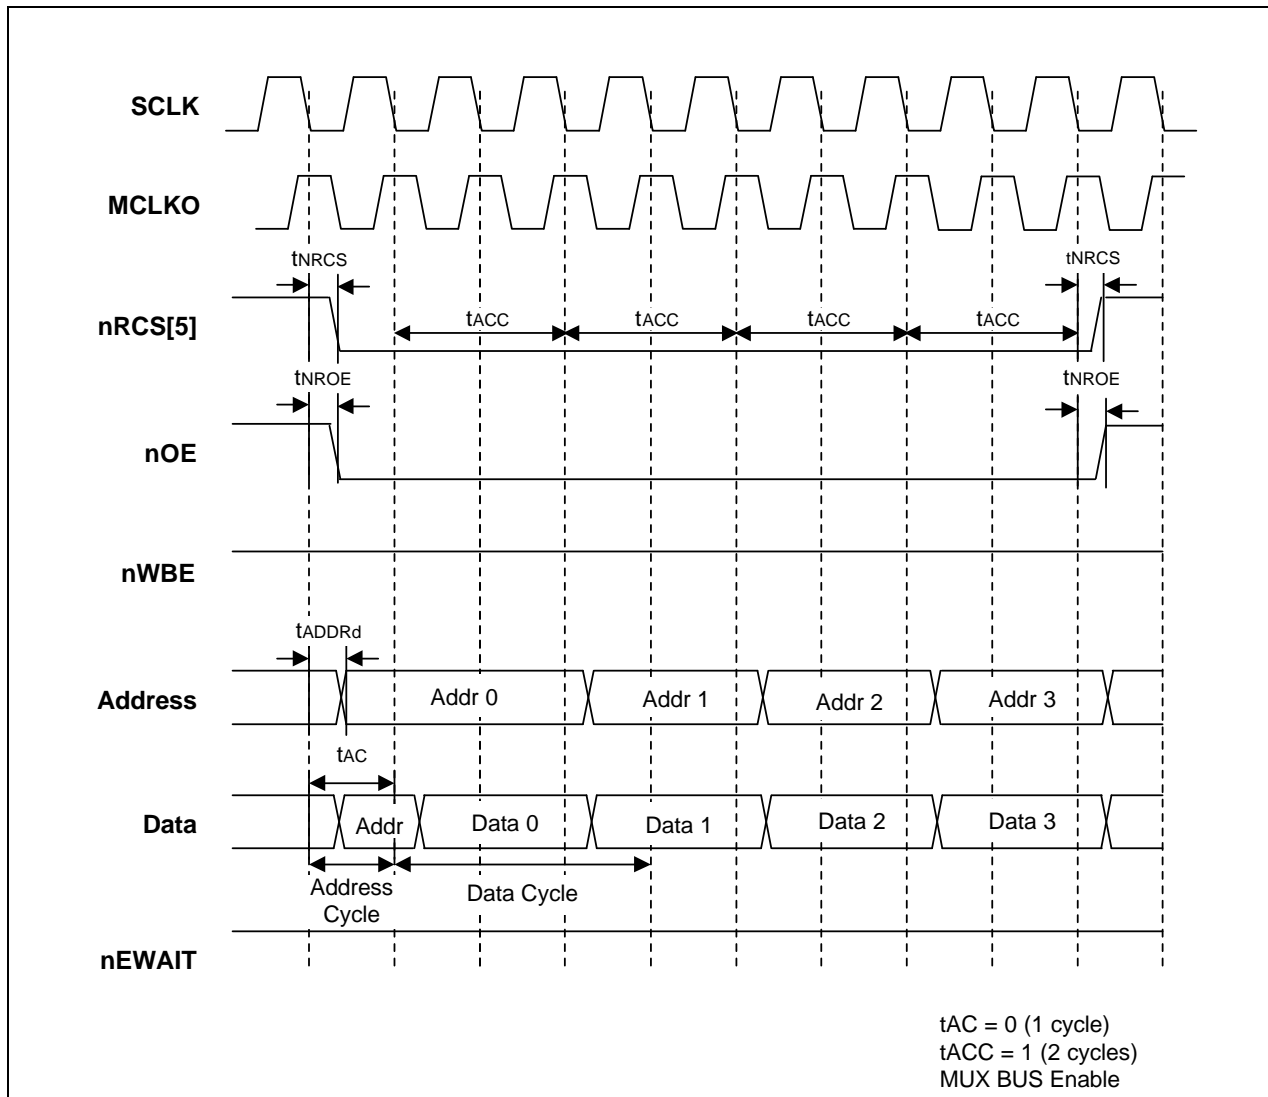 SCLK
MCLKO
tNRCS
tNRCS
nRCS[5]
tACC
tACC
tACC
tACC
tNROE
tNROE
nOE
nWBE
tADDRd
Address
Addr 0
Addr 1
Addr 2
Addr 3
tAC
Data
Addr
Data 0
Data 1
Data 2
Data 3
Address
Cycle
Data Cycle
nEWAIT
tAC = 0 (1 cycle)
tACC = 1 (2 cycles)
MUX BUS Enable